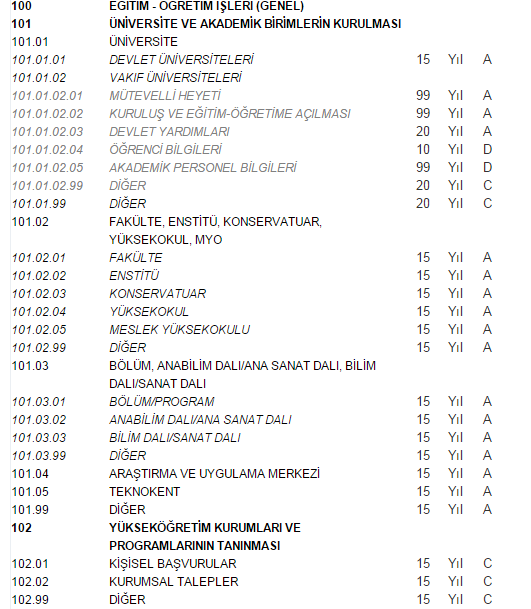 100 EĞİTİM - ÖĞRETİM İŞLERİ (GENEL)
101 ÜNİVERSİTE VE AKADEMİK BİRİMLERİN KURULMASI
101.01 ÜNİVERSİTE
101.01.01 DEVLET ÜNİVERSİTELERİ 15 Yıl A
101.01.02 VAKIF ÜNİVERSİTELERİ
101.01.02.01 MÜTEVELLİ HEYETİ 99 Yıl A
101.01.02.02 KURULUŞ VE EĞİTİM-ÖĞRETİME AÇILMASI 99 Yıl A
101.01.02.03 DEVLET YARDIMLARI 20 Yıl A
101.01.02.04 ÖĞRENCİ BİLGİLERİ 10 Yıl D
101.01.02.05 AKADEMİK PERSONEL BİLGİLERİ 99 Yıl D
101.01.02.99 DİĞER 20 Yıl C
101.01.99 DİĞER 20 Yıl C
101.02 FAKÜLTE, ENSTİTÜ, KONSERVATUAR,
YÜKSEKOKUL, MYO
101.02.01 FAKÜLTE 15 Yıl A
101.02.02 ENSTİTÜ 15 Yıl A
101.02.03 KONSERVATUAR 15 Yıl A
101.02.04 YÜKSEKOKUL 15 Yıl A
101.02.05 MESLEK YÜKSEKOKULU 15 Yıl A
101.02.99 DİĞER 15 Yıl A
101.03 BÖLÜM, ANABİLİM DALI/ANA SANAT DALI, BİLİM
DALI/SANAT DALI
101.03.01 BÖLÜM/PROGRAM 15 Yıl A
101.03.02 ANABİLİM DALI/ANA SANAT DALI 15 Yıl A
101.03.03 BİLİM DALI/SANAT DALI 15 Yıl A
101.03.99 DİĞER 15 Yıl A
101.04 ARAŞTIRMA VE UYGULAMA MERKEZİ 15 Yıl A
101.05 TEKNOKENT 15 Yıl A
101.99 DİĞER 15 Yıl A
102 YÜKSEKÖĞRETİM KURUMLARI VE
PROGRAMLARININ TANINMASI
102.01 KİŞİSEL BAŞVURULAR 15 Yıl C
102.02 KURUMSAL TALEPLER 15 Yıl C
102.99 DİĞER 15 Yıl C